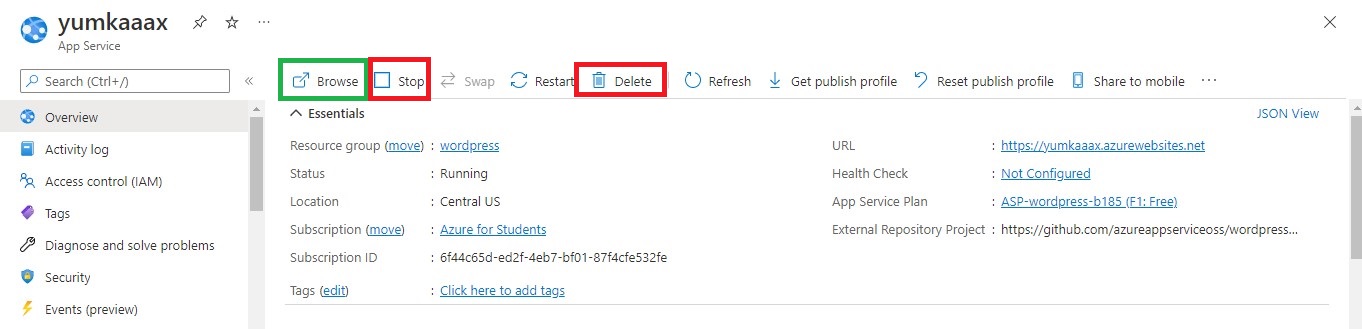 yumkaaax
App Service
Search (Ctrl+/)
Browse Stop Swap Restart Delete Refresh Get publish profile Reset publish profile Share to mobile
Overview
Activity log
Access control (IAM)
Tags
Diagnose and solve problems
Security
Events (preview)
Essentials JSON View
Resource group (move) : wordpress
Status : Running
Location : Central US
Subscription (move) : Azure for Students
Subscription ID : 6f44c65d-ed2f-4eb7-bf01-87f4cfe532fe
Tags (edit) : Click here to add tags
URL : https://yumkaaax.azurewebsites.net
Health Check : Not Configured
App Service Plan : ASP-wordpress-b185 (F1: Free)
External Repository Project : https://github.com/azureappserviceoss/wordpress...